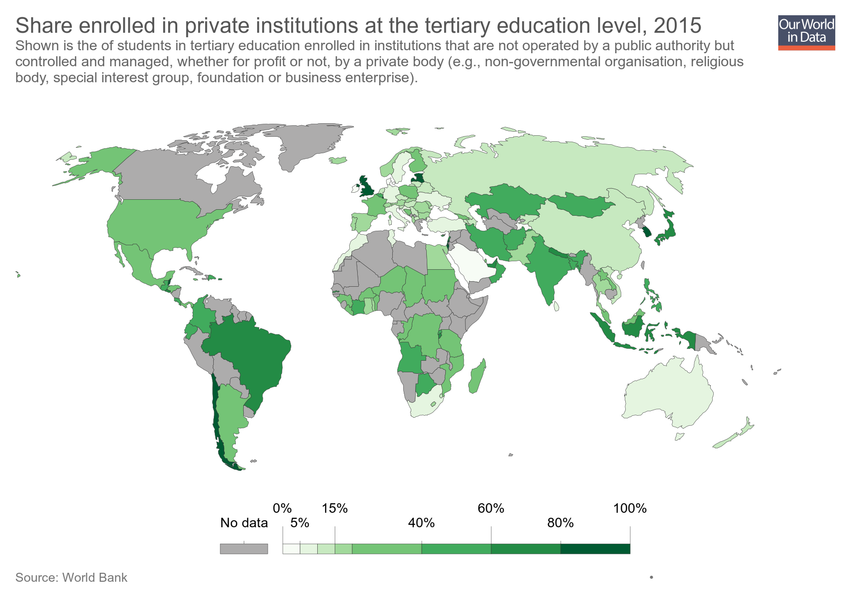 Share enrolled in private institutions at the tertiary education level, 2015
Our World
in Data
Shown is the of students in tertiary education enrolled in institutions that are not operated by a public authority but
controlled and managed, whether for profit or not, by a private body (e.g., non-governmental organisation, religious
body, special interest group, foundation or business enterprise).
0% 15% 60% 100%
No data 5% 40% 80%
Source: World Bank